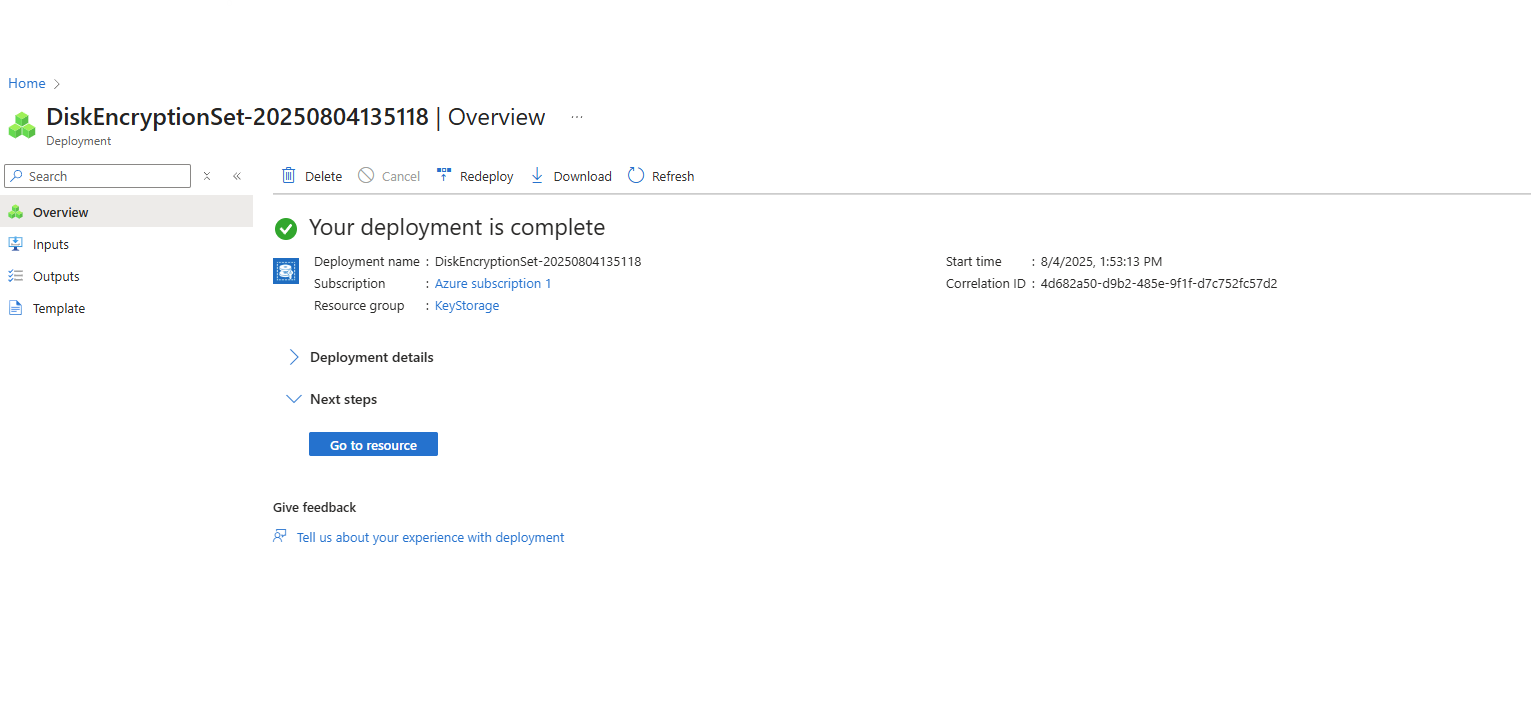 Home
DiskEncryptionSet-20250804135118 | Overview ...
Deployment
Search
Delete Cancel Redeploy Download Refresh
Overview
Inputs
Outputs
Template
Your deployment is complete
Deployment name : DiskEncryptionSet-20250804135118
Subscription : Azure subscription 1
Resource group : KeyStorage
Start time : 8/4/2025, 1:53:13 PM
Correlation ID : 4d682a50-d9b2-485e-9f1f-d7c752fc57d2
Deployment details
Next steps
Go to resource
Give feedback
Tell us about your experience with deployment